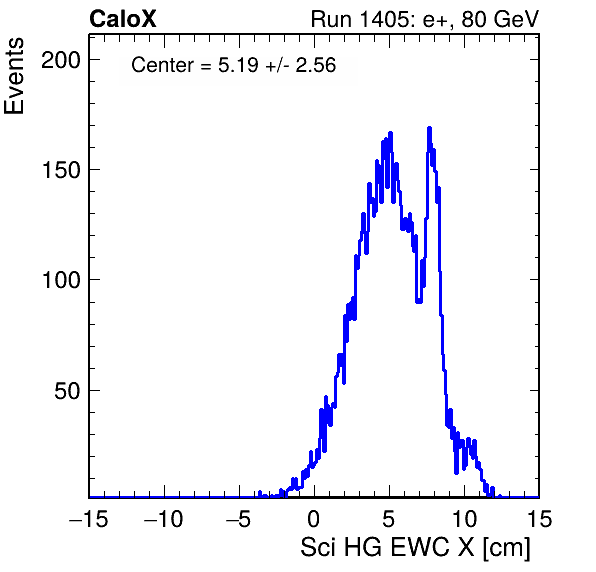 CaloX Run 1405: e+, 80 GeV
Events
Center = 5.19 +/- 2.56
200
150
100
50
−15 −10 −5 0 5 10 15
Sci HG EWC X [cm]